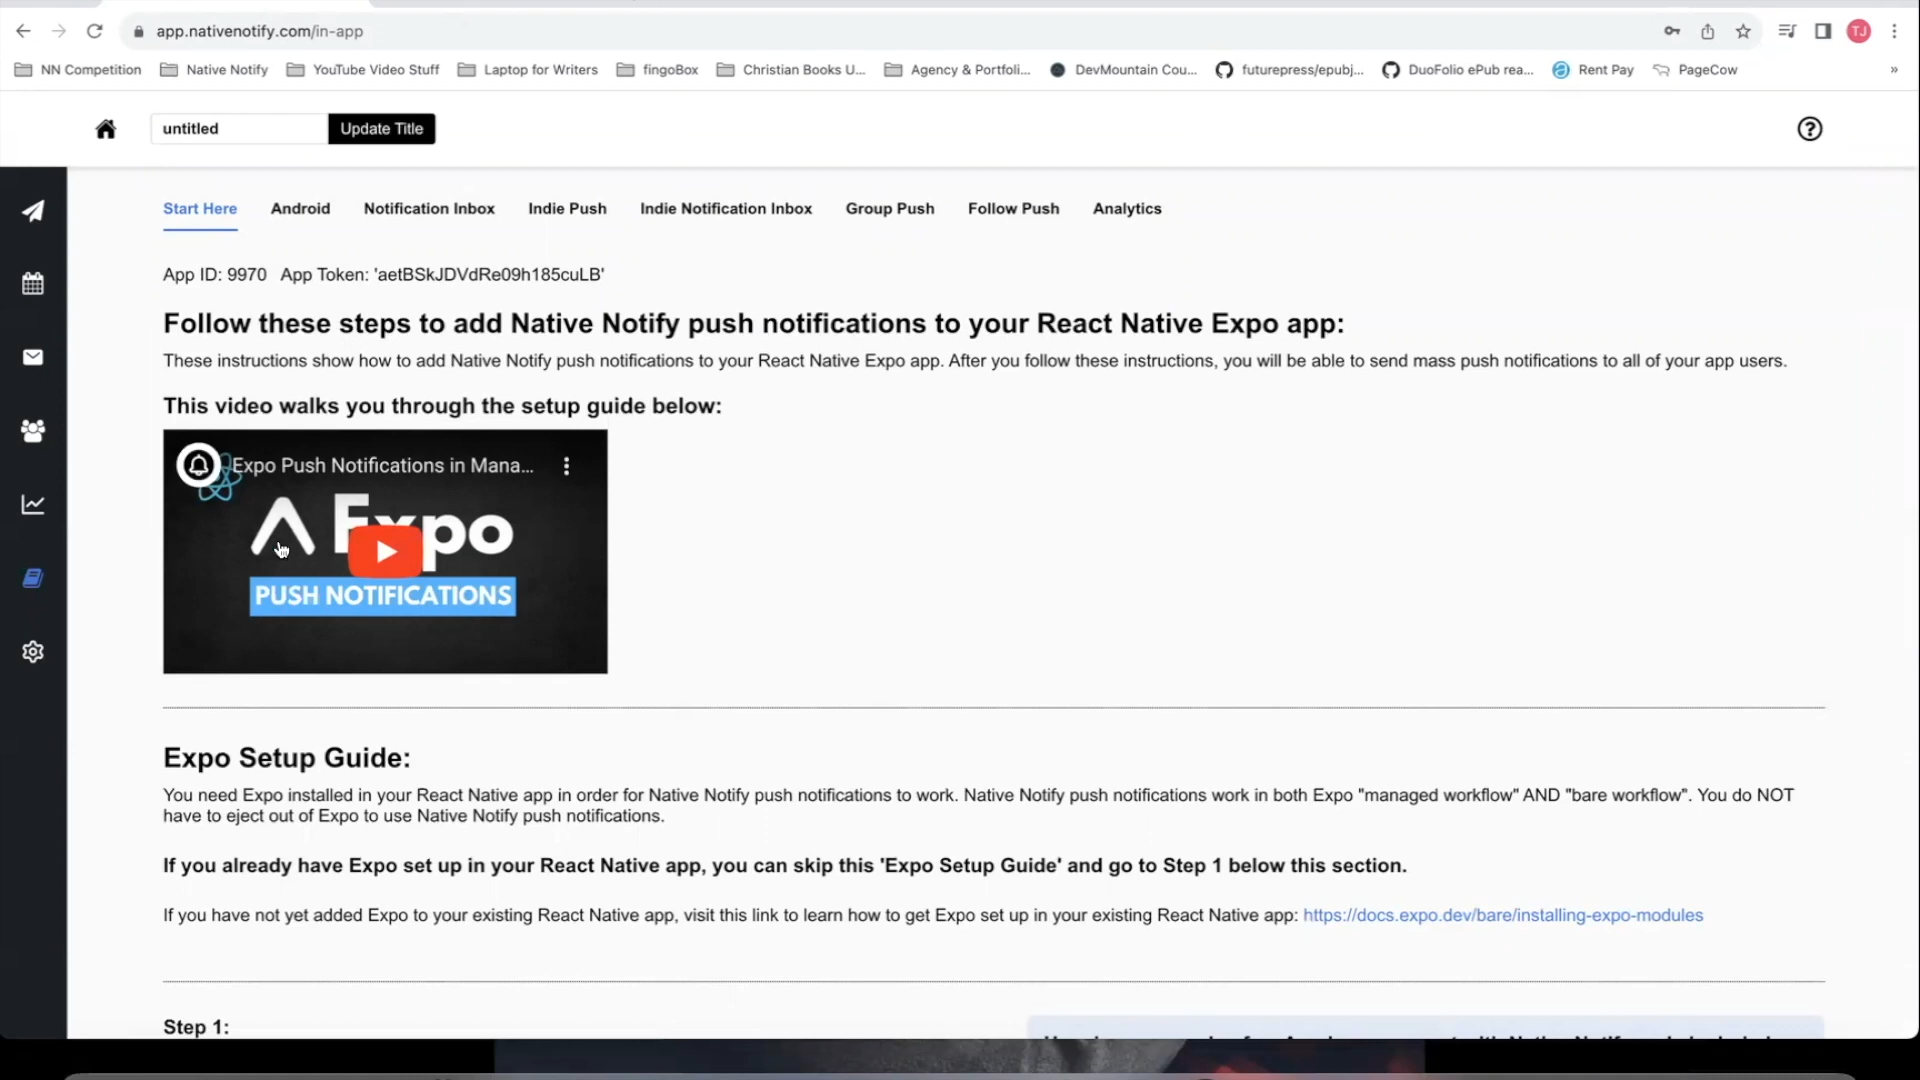 app.nativenotify.com/in-app
TJ
NN Competition
Native Notify
YouTube Video Stuff
Laptop for Writers
fingoBox
Christian Books U...
Agency & Portfoli...
DevMountain Cou...
futurepress/epubj...
DuoFolio ePub rea...
Rent Pay
PageCow
»
untitled
Update Title
Start Here
Android
Notification Inbox
Indie Push
Indie Notification Inbox
Group Push
Follow Push
Analytics
App ID: 9970 App Token: 'aetBSkJDVdRe09h185cuLB'
Follow these steps to add Native Notify push notifications to your React Native Expo app:
These instructions show how to add Native Notify push notifications to your React Native Expo app. After you follow these instructions, you will be able to send mass push notifications to all of your app users.
This video walks you through the setup guide below:
Expo Push Notifications in Mana...
Expo
PUSH NOTIFICATIONS
Expo Setup Guide:
You need Expo installed in your React Native app in order for Native Notify push notifications to work. Native Notify push notifications work in both Expo "managed workflow" AND "bare workflow". You do NOT
have to eject out of Expo to use Native Notify push notifications.
If you already have Expo set up in your React Native app, you can skip this 'Expo Setup Guide' and go to Step 1 below this section.
If you have not yet added Expo to your existing React Native app, visit this link to learn how to get Expo set up in your existing React Native app: https://docs.expo.dev/bare/installing-expo-modules
Step 1: